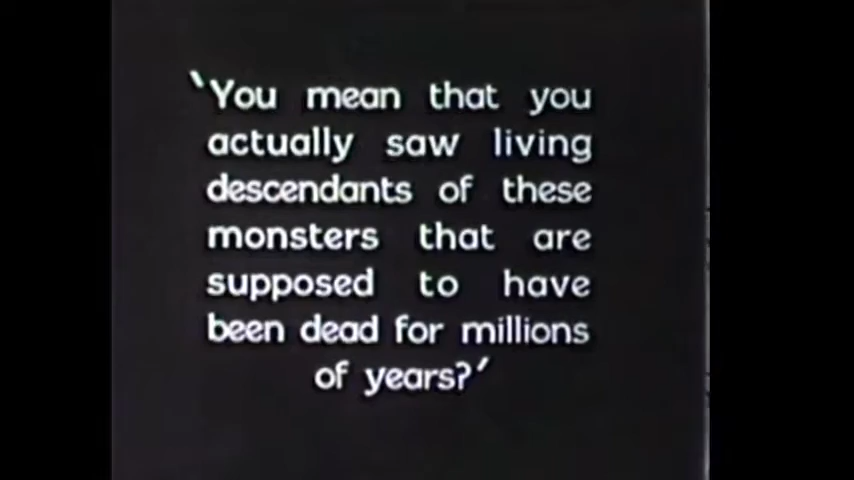 ‘You mean that you
actually saw living
descendants of these
monsters that are
supposed to have
been dead for millions
of years?’